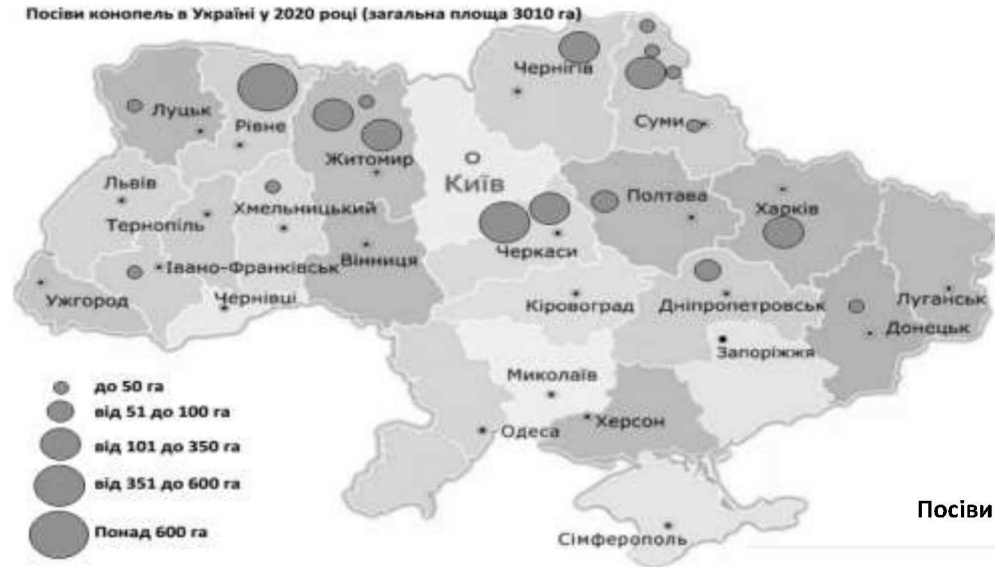 Посіви конопель в Україні у 2020 році (загальна площа 3010 га)
Чернігів
Луцьк
Рівне
Суми
Житомир
Київ
Львів
Хмельницький
Полтава
Харків
Тернопіль
Черкаси
Вінниця
Івано-Франківськ
Ужгород
Чернівці
Кіровоград
Дніпропетровськ
Луганськ
Донецьк
Запоріжжя
Миколаїв
Херсон
Одеса
Сімферополь
до 50 га
від 51 до 100 га
від 101 до 350 га
від 351 до 600 га
Понад 600 га
Посіви